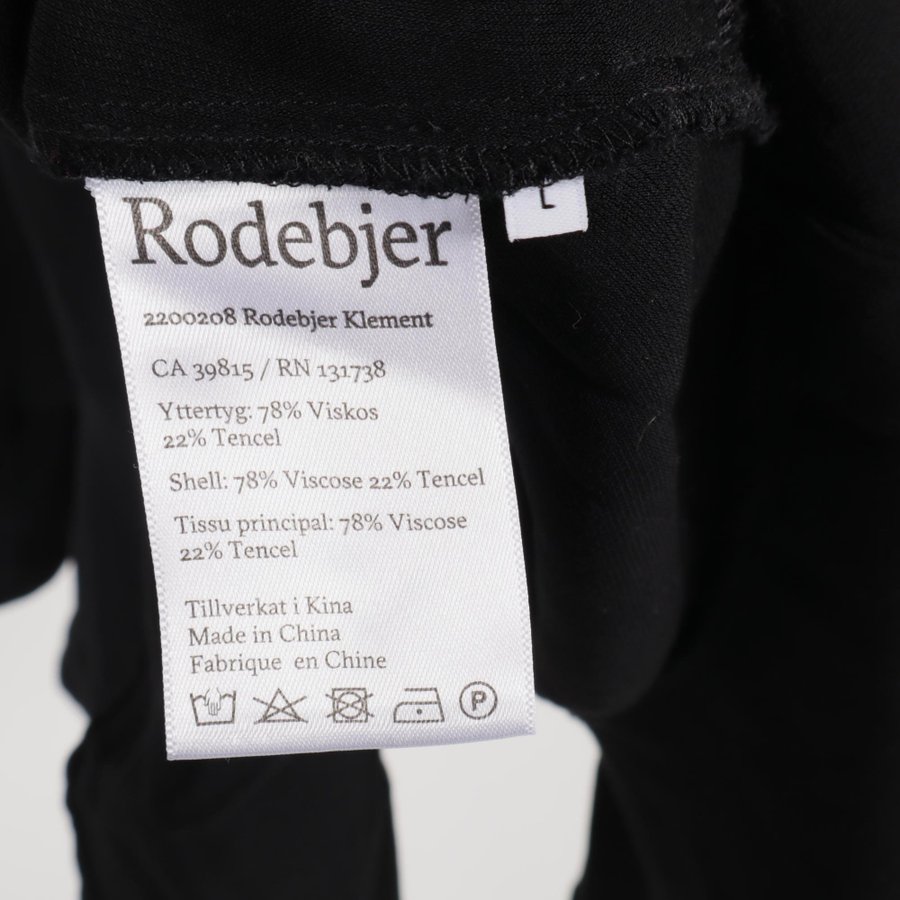 Rodebjer
L
2200208 Rodebjer Klement
CA 39815 / RN 131738
Yttertyg: 78% Viskos
22% Tencel
Shell: 78% Viscose 22% Tencel
Tissu principal: 78% Viscose
22% Tencel
Tillverkat i Kina
Made in China
Fabrique en Chine
P